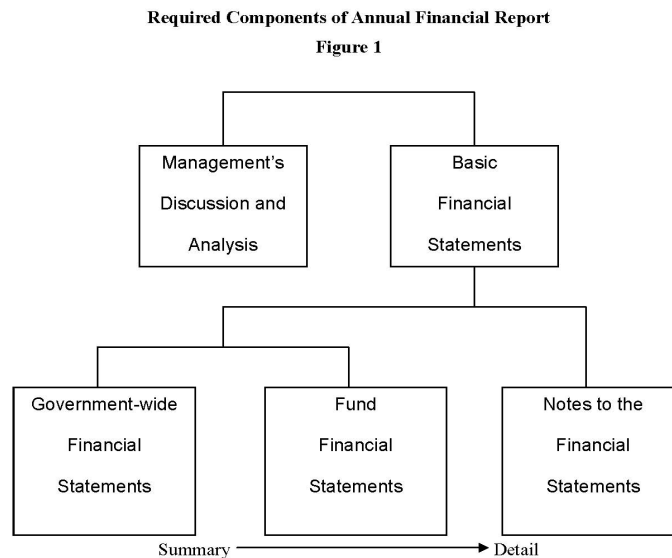 Required Components of Annual Financial Report
Figure 1
Management's
Discussion and
Analysis
Basic
Financial
Statements
Government-wide
Financial
Statements
Fund
Financial
Statements
Notes to the
Financial
Statements
Summary
Detail